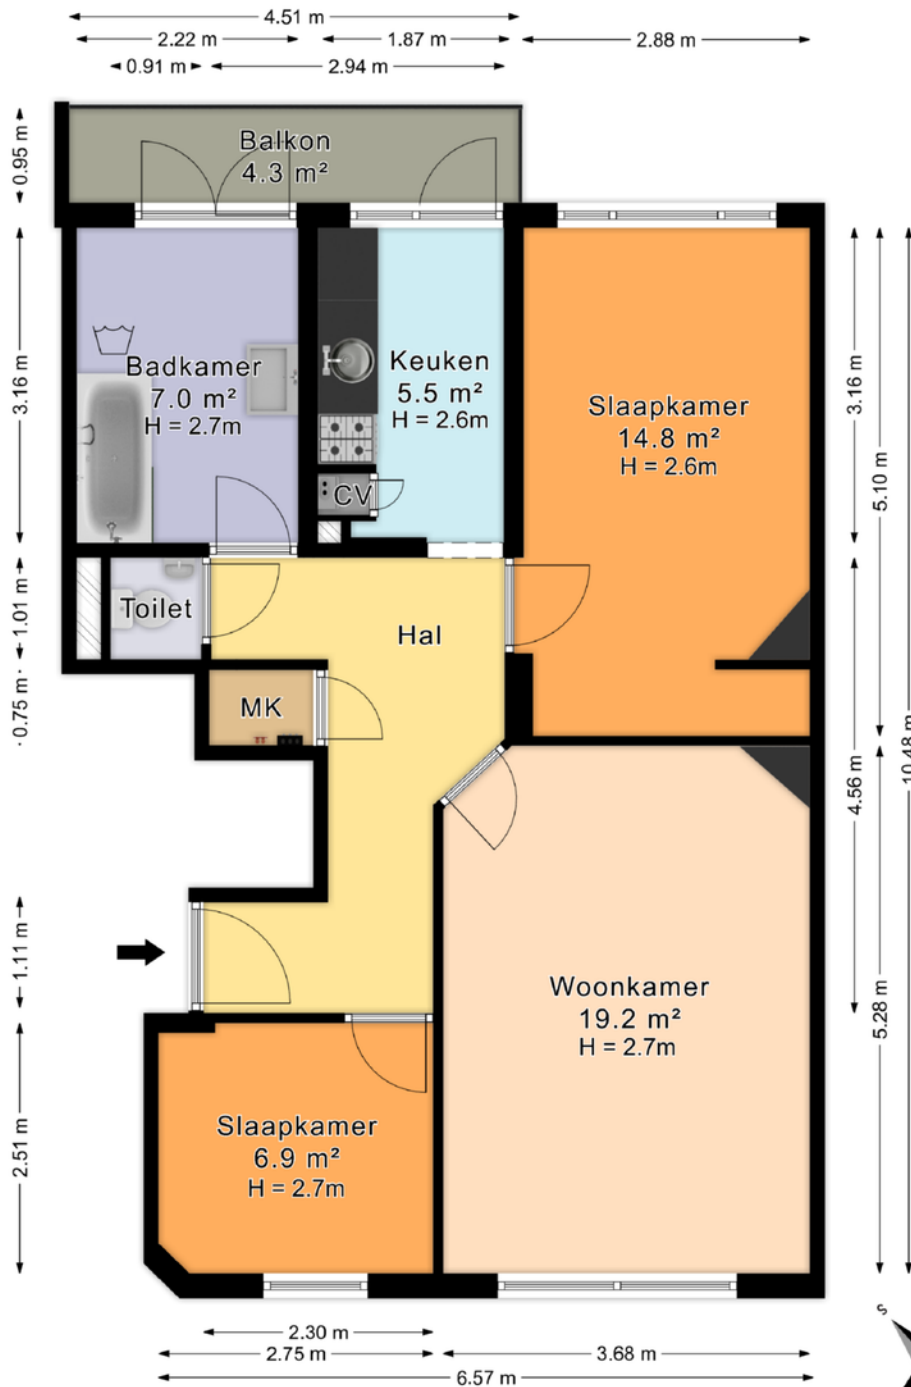 4.51 m
2.22 m
1.87 m
2.88 m
0.91 m
2.94 m
0.95 m
Balkon
4.3 m²
3.16 m
Badkamer
7.0 m²
H = 2.7m
Keuken
5.5 m²
H = 2.6m
CV
Slaapkamer
14.8 m²
H = 2.6m
3.16 m
5.10 m
10.48 m
1.01 m
Toilet
Hal
0.75 m
MK
4.56 m
1.11 m
Woonkamer
19.2 m²
H = 2.7m
5.28 m
2.51 m
Slaapkamer
6.9 m²
H = 2.7m
S
2.30 m
2.75 m
3.68 m
6.57 m